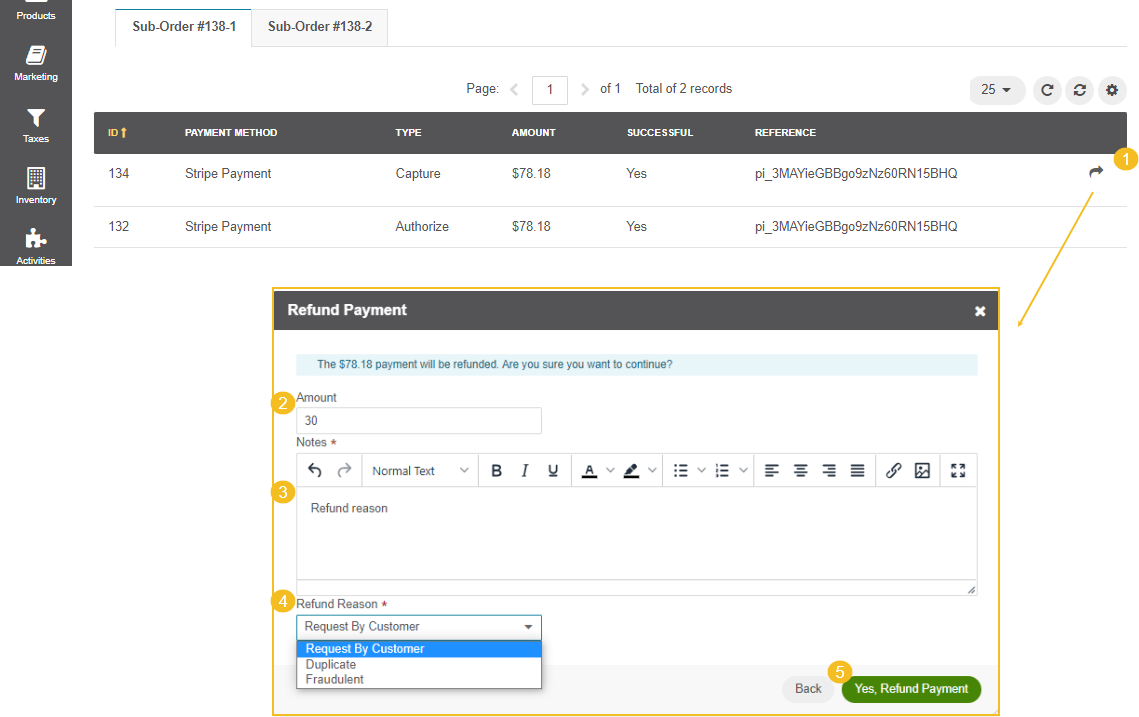 Products
Marketing
Taxes
Inventory
Activities
Sub-Order #138-1 Sub-Order #138-2
Page: 1 of 1 Total of 2 records 25
ID PAYMENT METHOD TYPE AMOUNT SUCCESSFUL REFERENCE
134 Stripe Payment Capture $78.18 Yes pi_3MAYieGBBgo9zNz60RN15BHQ 1
132 Stripe Payment Authorize $78.18 Yes pi_3MAYieGBBgo9zNz60RN15BHQ
Refund Payment
The $78.18 payment will be refunded. Are you sure you want to continue?
2 Amount
30
Notes *
Normal Text B I U A
3
Refund reason
4 Refund Reason *
Request By Customer
Request By Customer
Duplicate
Fraudulent
5
Back Yes, Refund Payment